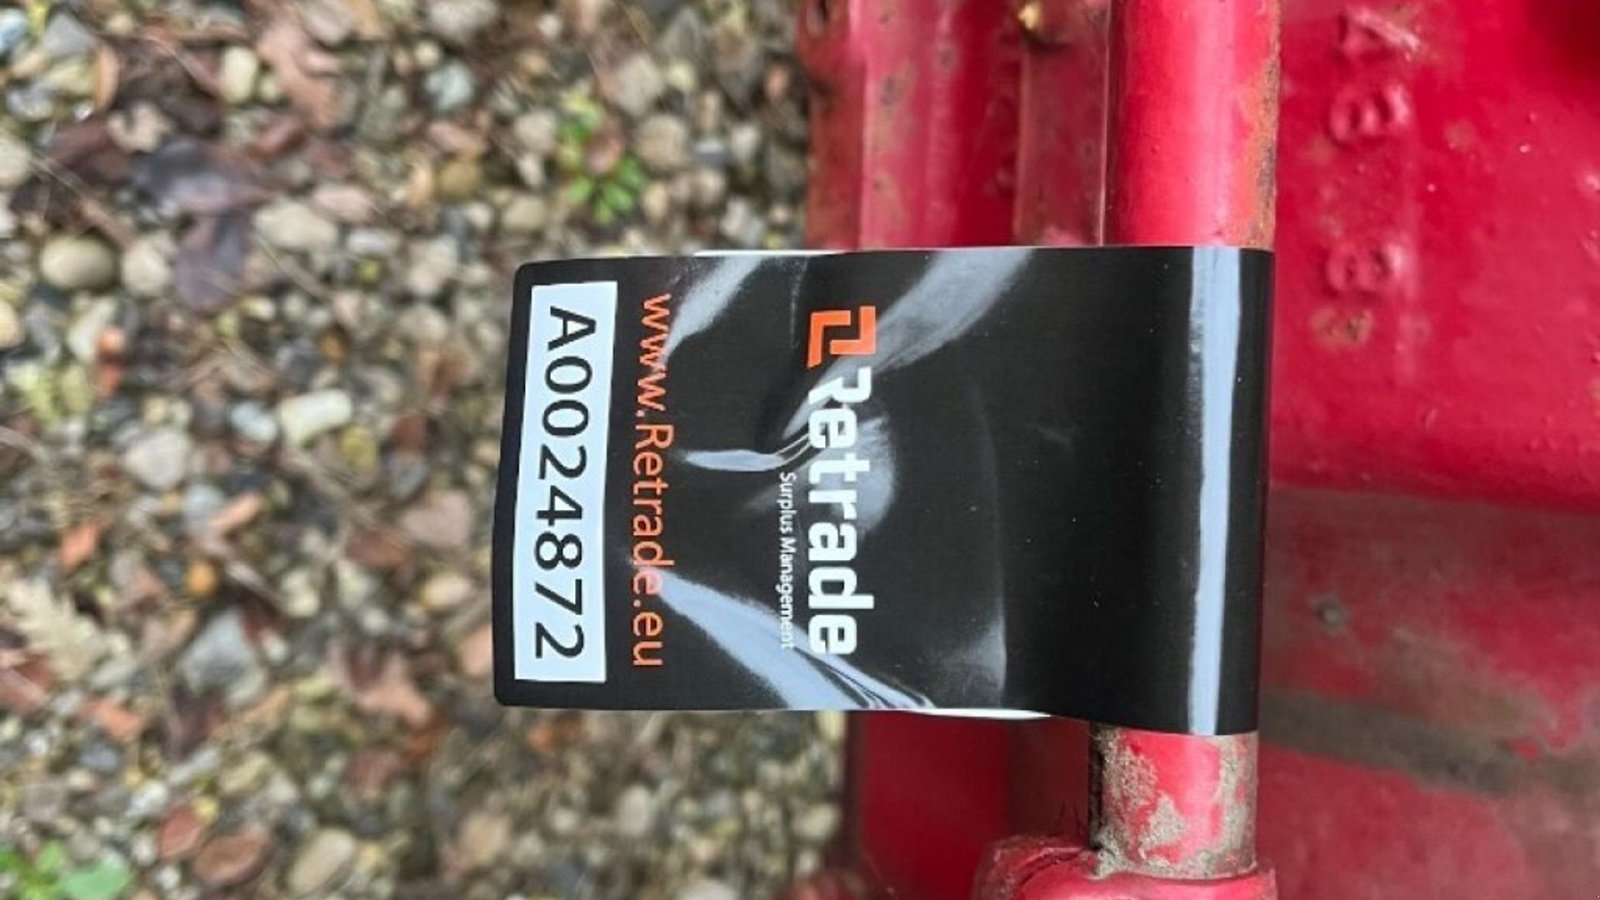 Retrade
Surplus Management
www.Retrade.eu
A0024872